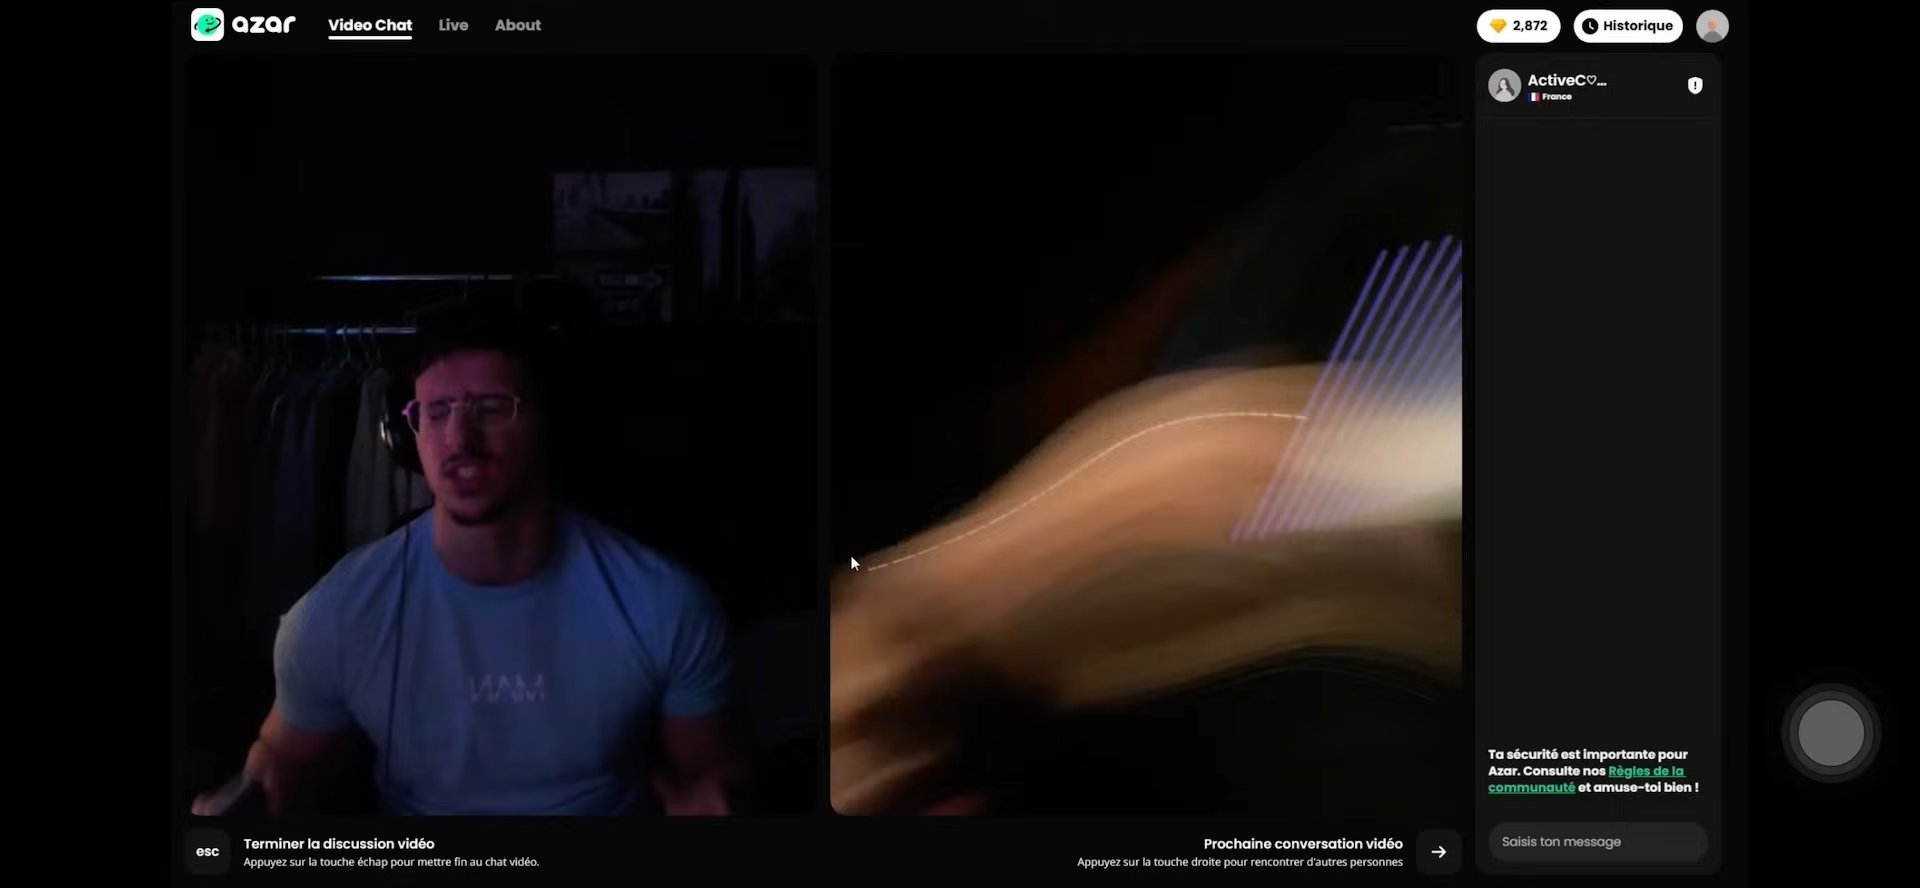 azar
Video Chat
Live
About
2,872
Historique
ActiveC♡...
France
Ta sécurité est importante pour
Azar. Consulte nos Règles de la
communauté et amuse-toi bien !
Saisis ton message
esc
Terminer la discussion vidéo
Appuyez sur la touche échap pour mettre fin au chat vidéo.
Prochaine conversation vidéo
Appuyez sur la touche droite pour rencontrer d'autres personnes